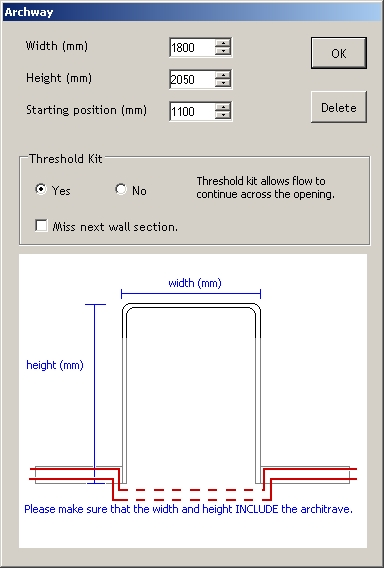 Archway
Width (mm)
1800
OK
Height (mm)
2050
Starting position (mm)
1100
Delete
Threshold Kit
Yes
No
Threshold kit allows flow to
continue across the opening.
Miss next wall section.
width (mm)
height (mm)
Please make sure that the width and height INCLUDE the architrave.